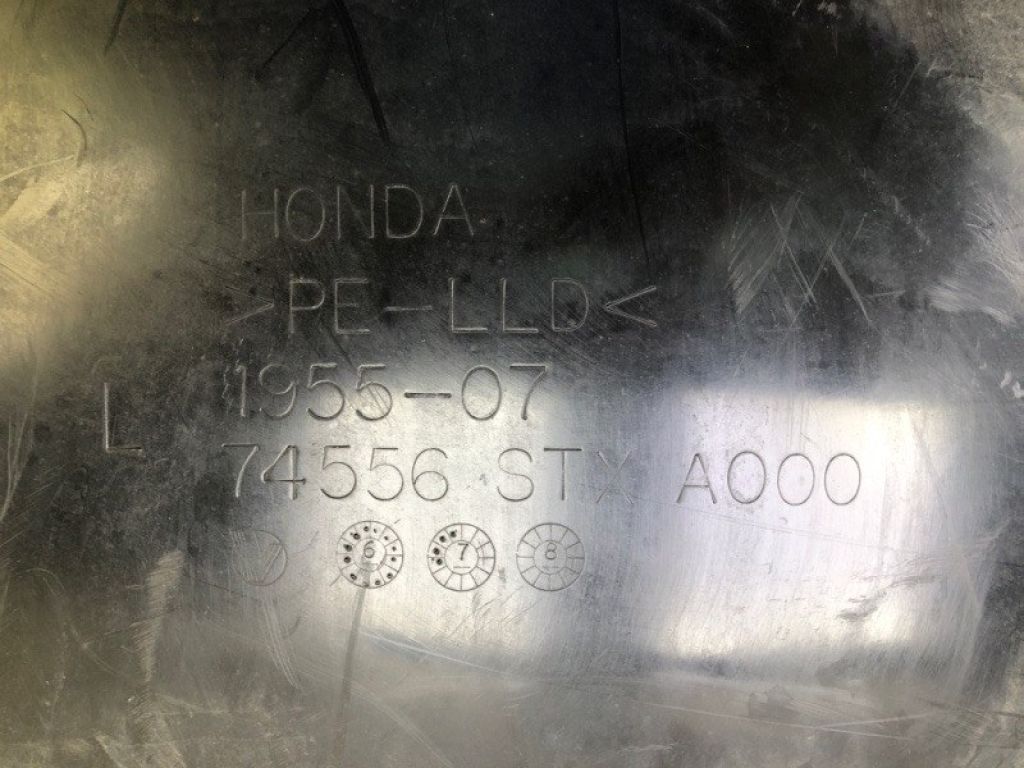 HONDA
>PE-LLD<
1955-07
L
74556 STX A000
6 7 8